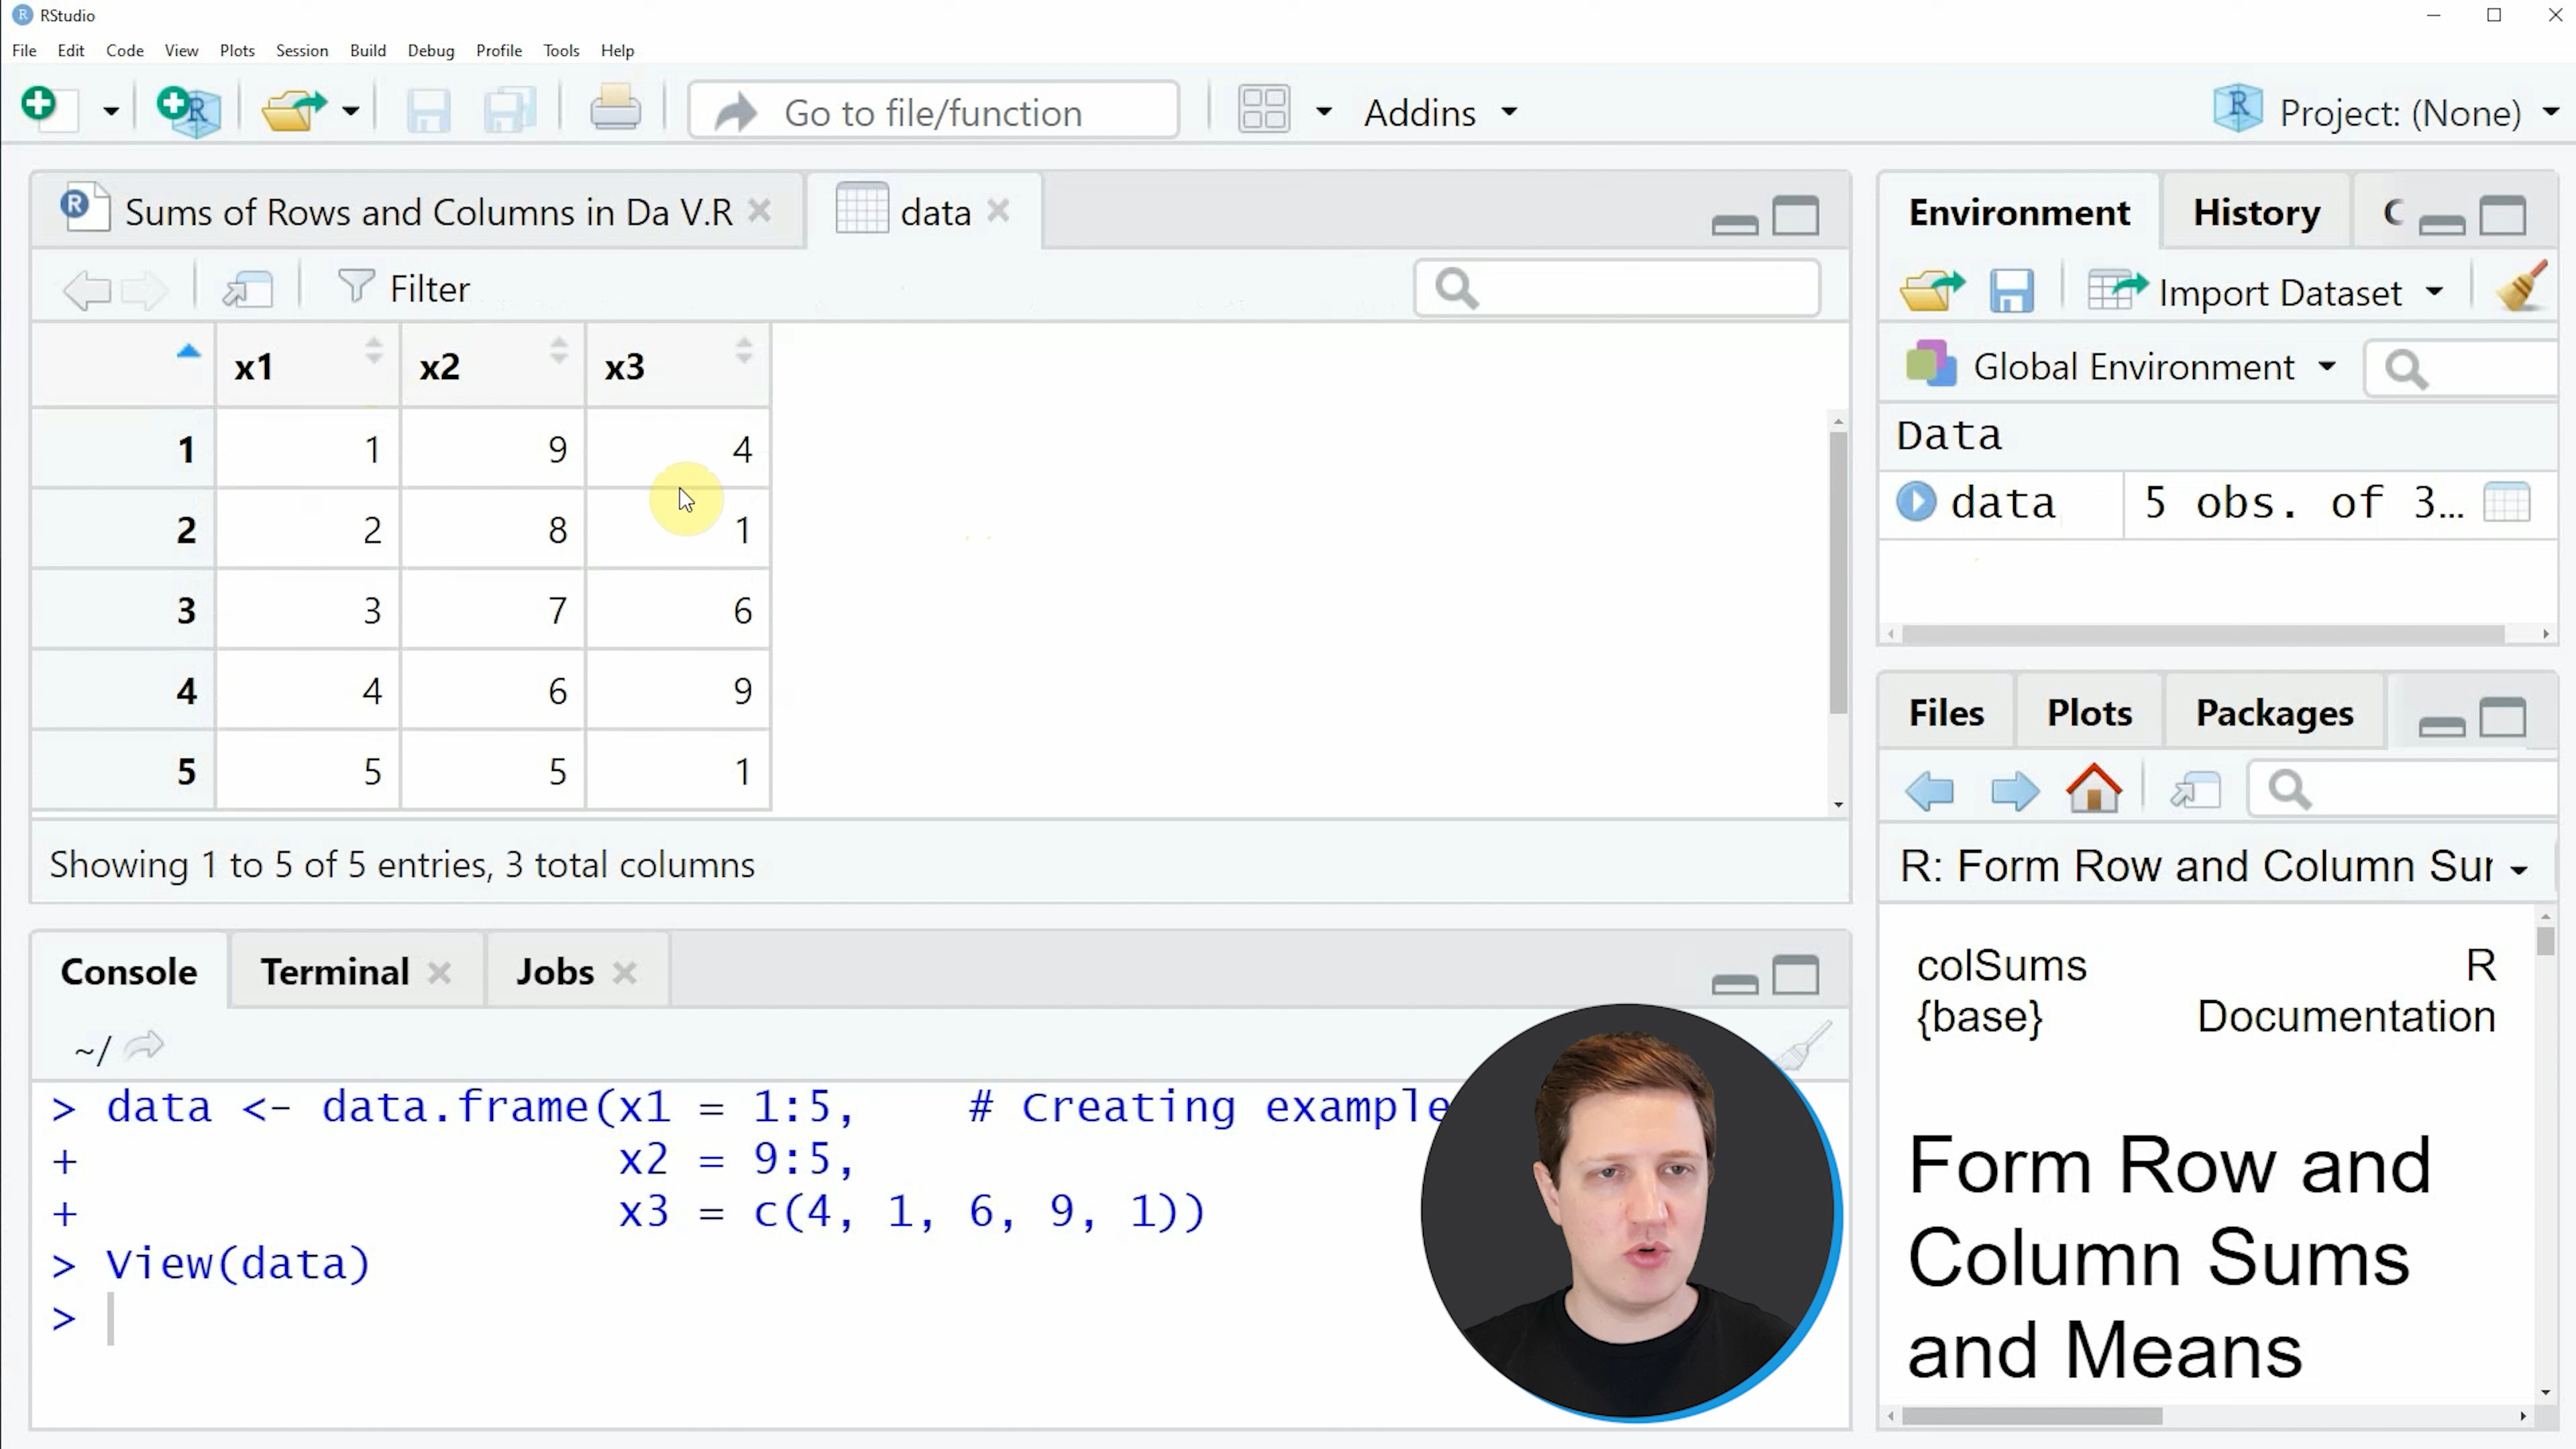 RStudio
File Edit Code View Plots Session Build Debug Profile Tools Help
Go to file/function Addins Project: (None)
Sums of Rows and Columns in Da V.R data
Environment History
Filter
Import Dataset
Global Environment
x1 x2 x3
1 1 9 4
2 2 8 1
3 3 7 6
4 4 6 9
5 5 5 1
Showing 1 to 5 of 5 entries, 3 total columns
Data
data 5 obs. of 3…
Files Plots Packages
R: Form Row and Column Sur
colSums R
{base} Documentation
Form Row and
Column Sums
and Means
Console Terminal Jobs
~/
> data <- data.frame(x1 = 1:5, # Creating example
+ x2 = 9:5,
+ x3 = c(4, 1, 6, 9, 1))
> View(data)
>